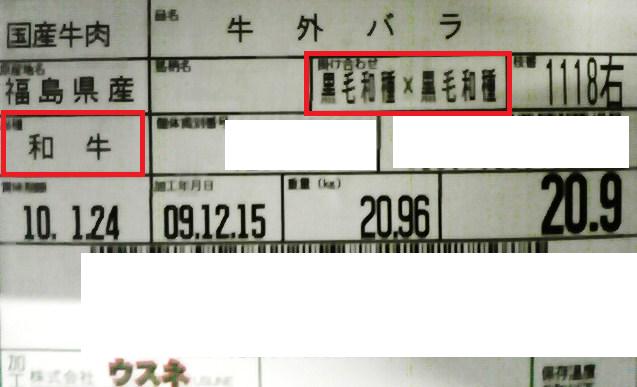 国産牛肉
品名
牛外バラ
原産地名
福島県産
銘柄名
掛け合わせ
黒毛和種×黒毛和種
枝番
1118右
品種
和牛
個体識別番号
賞味期限
10.1.24
加工年月日
09.12.15
重量(kg)
20.96
20.9
加工
株式会社
ウスネ
USUNE
保存温度